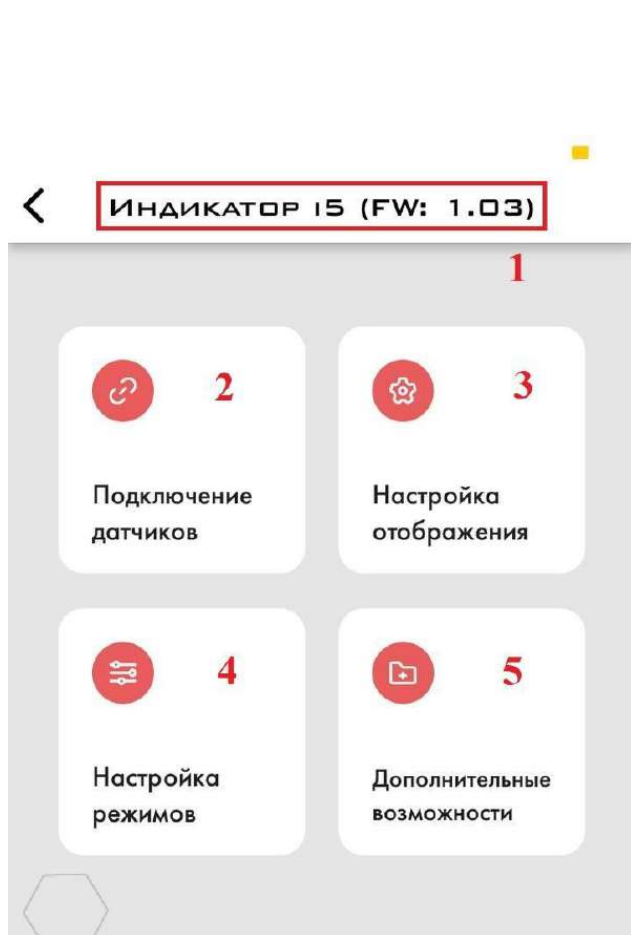 Индикатор i5 (FW: 1.03)
1
2
3
Подключение
датчиков
Настройка
отображения
4
5
Настройка
режимов
Дополнительные
возможности